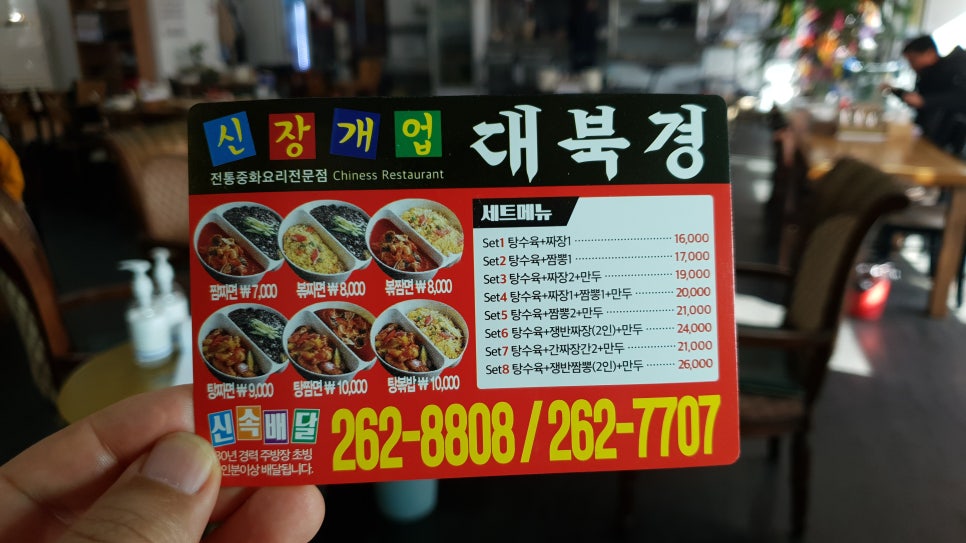 신장개업 대북경
전통중화요리전문점 Chiness Restaurant
세트메뉴
Set1 탕수육+짜장1 16,000
Set2 탕수육+짬뽕1 17,000
Set3 탕수육+짜장2+만두 19,000
Set4 탕수육+짜장1+짬뽕1+만두 20,000
Set5 탕수육+짬뽕2+만두 21,000
Set6 탕수육+쟁반짜장(2인)+만두 24,000
Set7 탕수육+간짜장간2+만두 21,000
Set8 탕수육+쟁반짬뽕(2인)+만두 26,000
짬짜면 ₩7,000 볶짜면 ₩8,000 볶짬면 ₩8,000
탕짜면 ₩9,000 탕짬면 ₩10,000 탕볶밥 ₩10,000
신속배달 262-8808 / 262-7707
경력 주방장 초빙
인분이상 배달됩니다.